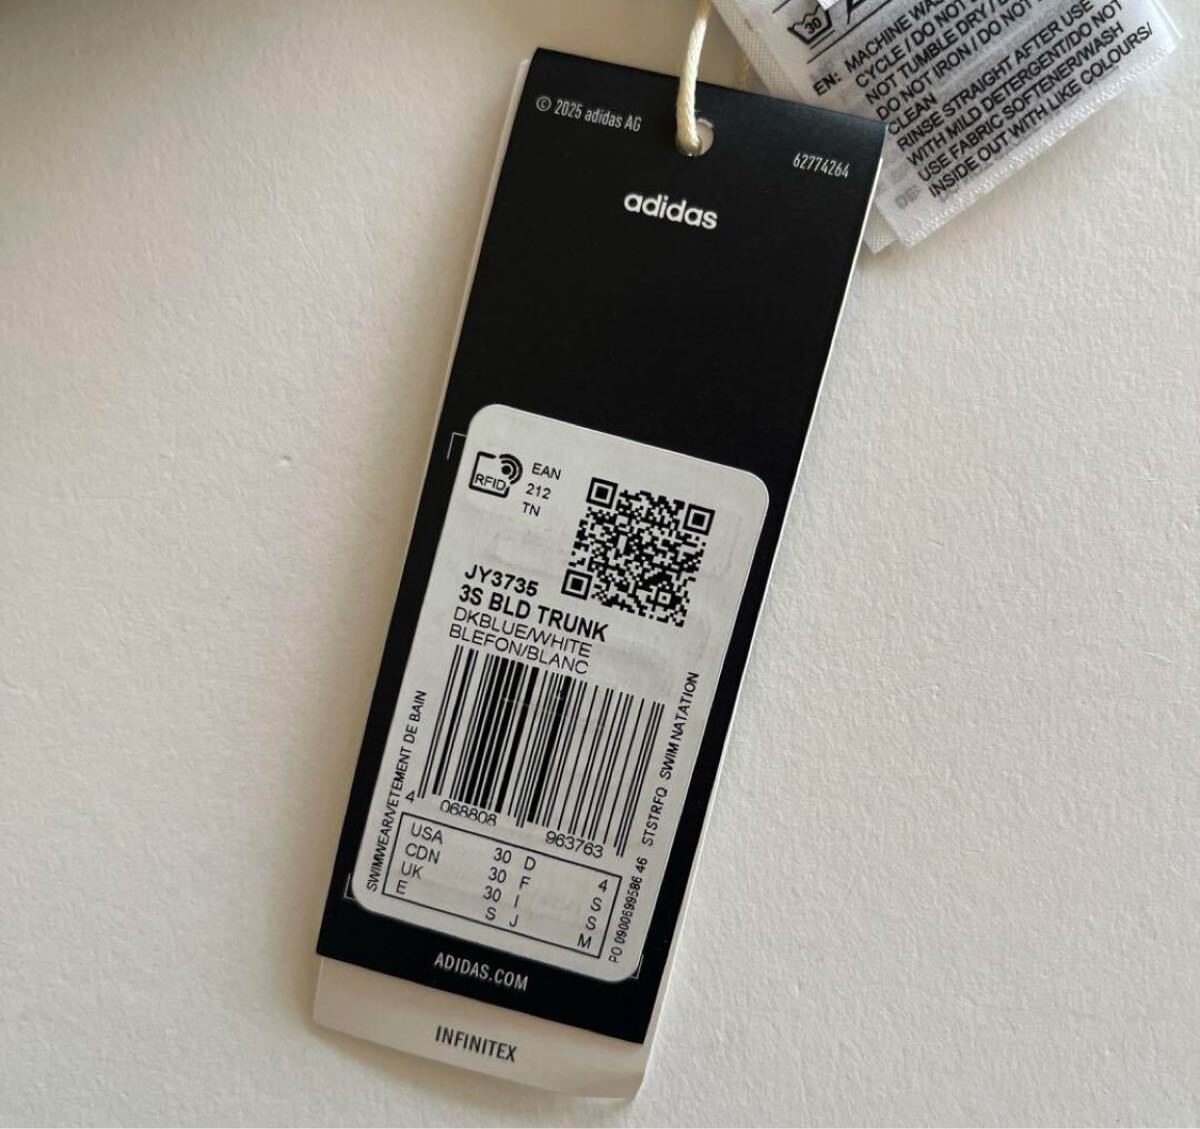 © 2025 adidas AG
62774264
adidas
RFID
EAN
212
TN
JY3735
3S BLD TRUNK
DKBLUE/WHITE
BLEFON/BLANC
4 068808 963763
SWIMWEAR/VETEMENT DE BAIN
STSTRFQ SWIM NATATION
PO 0900699586 46
USA 30 D 4
CDN 30 F S
UK 30 I S
E S J M
ADIDAS.COM
INFINITEX
30
EN: MACHINE
CYCLE / DO NOT
NOT TUMBLE DRY /
DO NOT IRON / DO NOT
CLEAN
RINSE STRAIGHT AFTER USE
WITH MILD DETERGENT/DO NOT
USE FABRIC SOFTENER/WASH
INSIDE OUT WITH LIKE COLOURS/